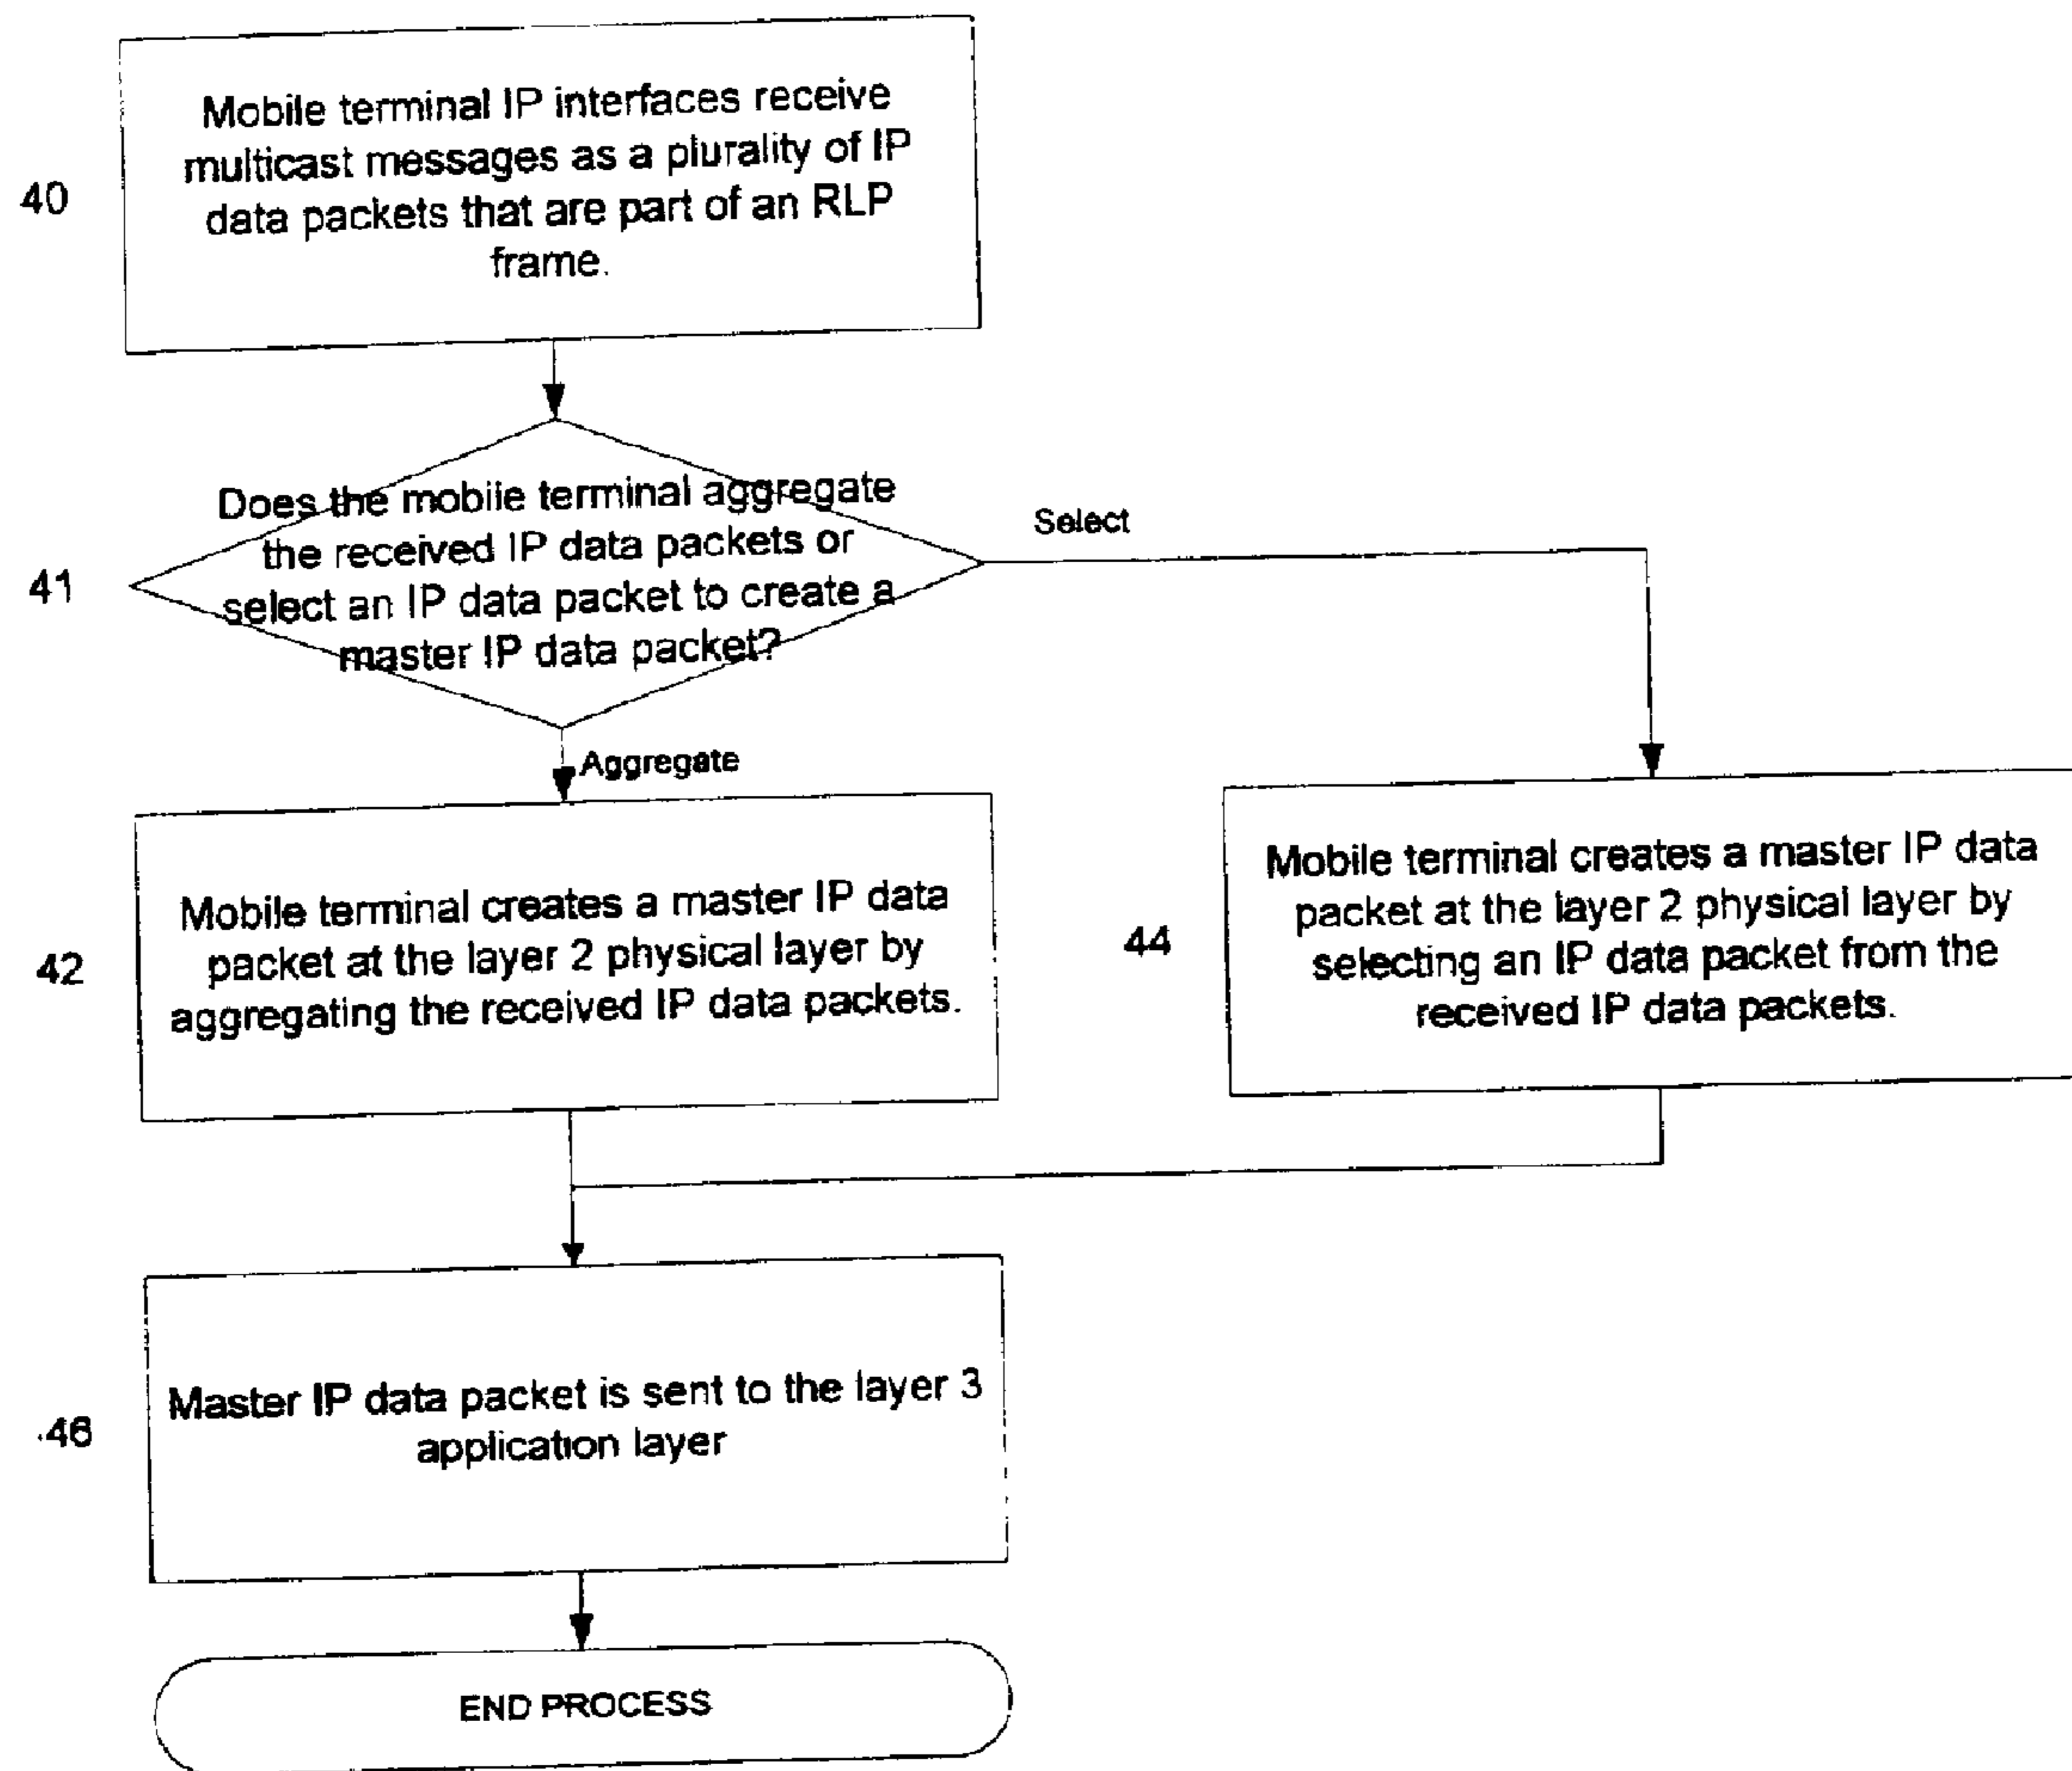 Mobile terminal IP interfaces receive
multicast messages as a plurality of IP
data packets that are part of an RLP
frame.
40
Does the mobile terminal aggregate
the received IP data packets or
select an IP data packet to create a
master IP data packet?
41
Select
Aggregate
Mobile terminal creates a master IP data
packet at the layer 2 physical layer by
aggregating the received IP data packets.
42
Mobile terminal creates a master IP data
packet at the layer 2 physical layer by
selecting an IP data packet from the
received IP data packets.
44
Master IP data packet is sent to the layer 3
application layer
46
END PROCESS